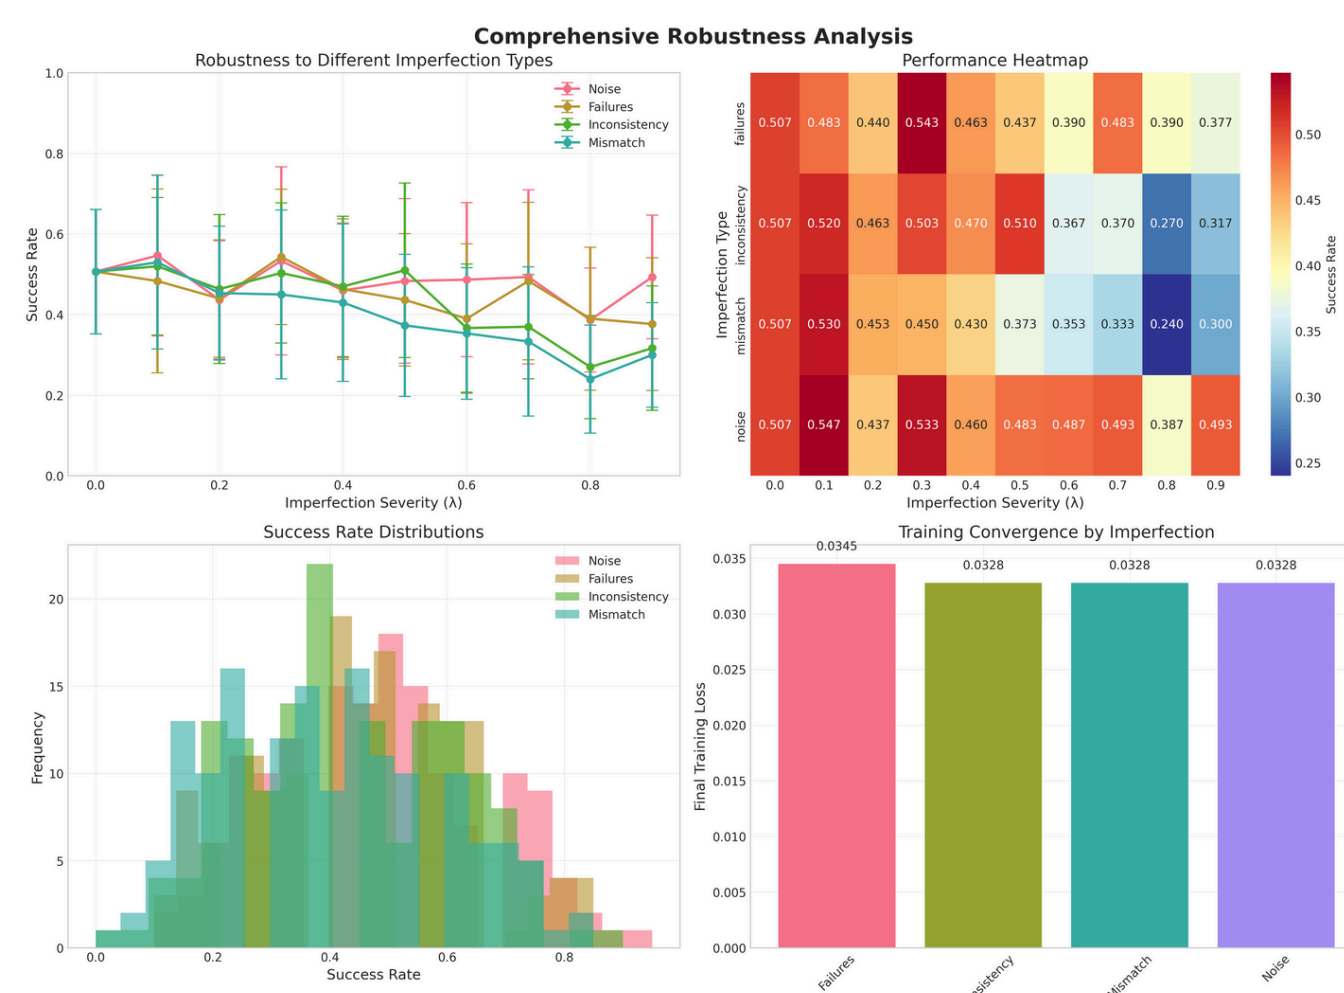 Comprehensive Robustness Analysis
Robustness to Different Imperfection Types
Success Rate
1.0
0.8
0.6
0.4
0.2
0.0
Noise
Failures
Inconsistency
Mismatch
0.0 0.2 0.4 0.6 0.8
Imperfection Severity (λ)
Performance Heatmap
Imperfection Type
failures
0.507 0.483 0.440 0.543 0.463 0.437 0.390 0.483 0.390 0.377
inconsistency
0.507 0.520 0.463 0.503 0.470 0.510 0.367 0.370 0.270 0.317
mismatch
0.507 0.530 0.453 0.450 0.430 0.373 0.353 0.333 0.240 0.300
noise
0.507 0.547 0.437 0.533 0.460 0.483 0.487 0.493 0.387 0.493
0.0 0.1 0.2 0.3 0.4 0.5 0.6 0.7 0.8 0.9
Imperfection Severity (λ)
0.50
0.45
0.40
0.35
0.30
0.25
Success Rate
Success Rate Distributions
Frequency
20
15
10
5
0
Noise
Failures
Inconsistency
Mismatch
0.0 0.2 0.4 0.6 0.8
Success Rate
Training Convergence by Imperfection
Final Training Loss
0.035
0.030
0.025
0.020
0.015
0.010
0.005
0.000
0.0345 0.0328 0.0328 0.0328
Failures
sistency
Mismatch
Noise